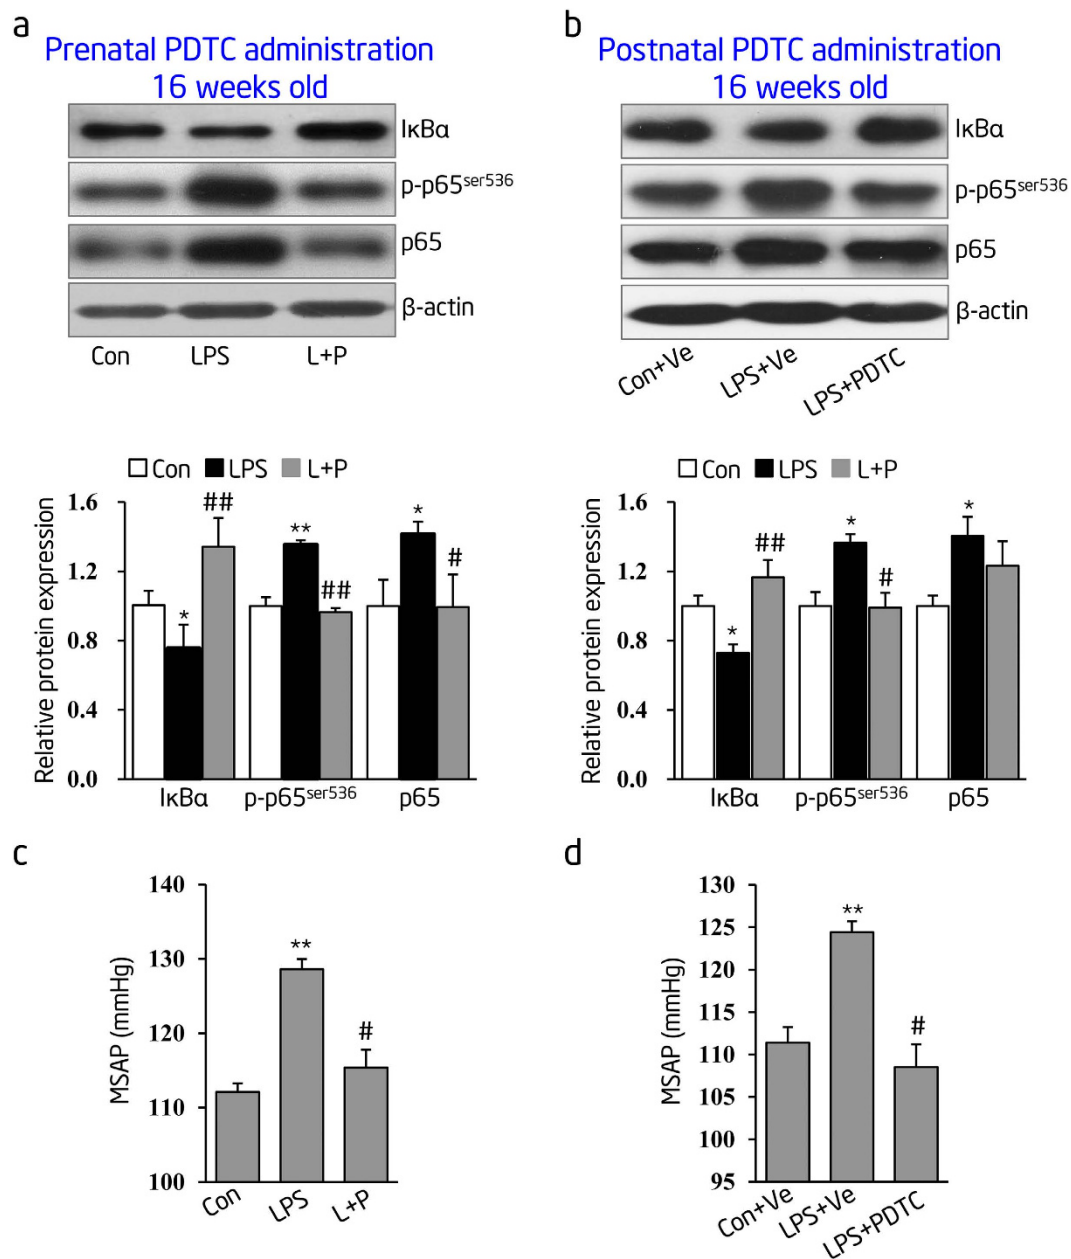 a
Prenatal PDTC administration
16 weeks old
IκBα
p-p65ser536
p65
β-actin
Con LPS L+P
b
Postnatal PDTC administration
16 weeks old
IκBα
p-p65ser536
p65
β-actin
Con+Ve LPS+Ve LPS+PDTC
Con LPS L+P
Relative protein expression
1.6
1.2
0.8
0.4
0.0
##
*
**
##
*
#
IκBα p-p65ser536 p65
Con LPS L+P
Relative protein expression
1.6
1.2
0.8
0.4
0.0
##
*
*
#
*
IκBα p-p65ser536 p65
c
MSAP (mmHg)
140
130
120
110
100
**
#
Con LPS L+P
d
MSAP (mmHg)
130
125
120
115
110
105
100
95
**
#
Con+Ve LPS+Ve LPS+PDTC